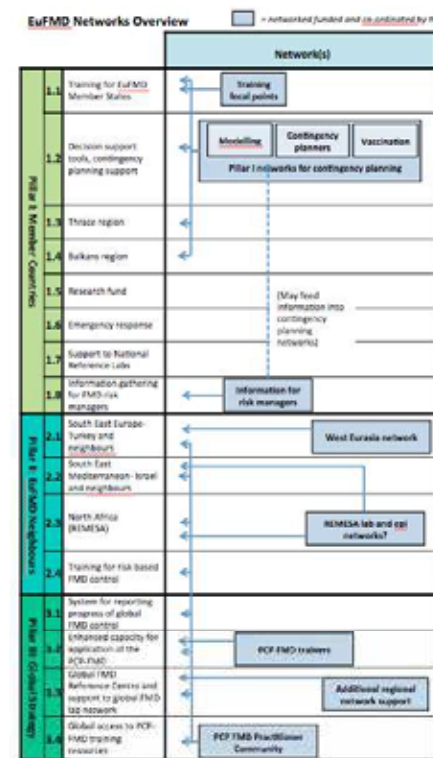 EuFMD Networks Overview
= networked funded and co-ordinated by th
Network(s)
Pillar I: Member Countries
1.1
Training for EuFMD
Member States
Training
focal points
1.2
Decision support
tools, contingency
planning support
Modelling
Contingency
planners
Vaccination
Pillar I networks for contingency planning
1.3
Thrace region
1.4
Balkans region
1.5
Research fund
(May feed
information into
contingency
planning
networks)
1.6
Emergency response
1.7
Support to National
Reference Labs
1.8
Information gathering
for FMD risk
managers
Information for
risk managers
Pillar II: EuFMD Neighbours
2.1
South East Europe-
Turkey and
neighbours
West Eurasia network
2.2
South East
Mediterranean- Israel
and neighbours
2.3
North Africa
(REMESA)
REMESA lab and epi
networks?
2.4
Training for risk based
FMD control
Pillar III: Global Strategy
3.1
System for reporting
progress of global
FMD control
3.2
Enhanced capacity for
application of the
PCP-FMD
PCP-FMD trainers
3.3
Global FMD
Reference Centre and
support to global FMD
lab network
Additional regional
network support
3.4
Global access to PCP-
FMD training
resources
PCP FMD Practitioner
Community